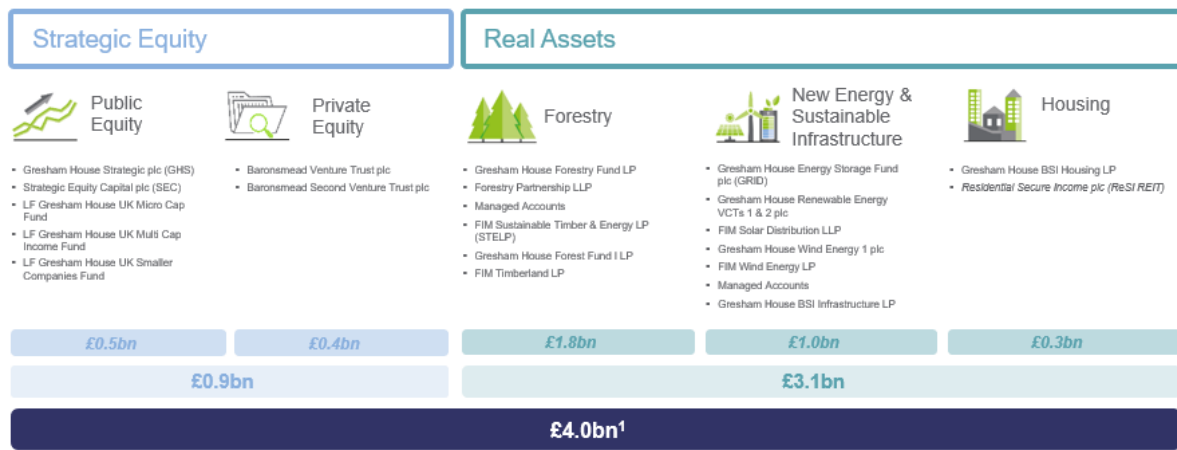 Strategic Equity
Real Assets
Public
Equity
Private
Equity
Forestry
New Energy &
Sustainable
Infrastructure
Housing
▪ Gresham House Strategic plc (GHS)
▪ Strategic Equity Capital plc (SEC)
▪ LF Gresham House UK Micro Cap
Fund
▪ LF Gresham House UK Multi Cap
Income Fund
▪ LF Gresham House UK Smaller
Companies Fund
▪ Baronsmead Venture Trust plc
▪ Baronsmead Second Venture Trust plc
▪ Gresham House Forestry Fund LP
▪ Forestry Partnership LLP
▪ Managed Accounts
▪ FIM Sustainable Timber & Energy LP
(STELP)
▪ Gresham House Forest Fund I LP
▪ FIM Timberland LP
▪ Gresham House Energy Storage Fund
plc (GRID)
▪ Gresham House Renewable Energy
VCTs 1 & 2 plc
▪ FIM Solar Distribution LLP
▪ Gresham House Wind Energy 1 plc
▪ FIM Wind Energy LP
▪ Managed Accounts
▪ Gresham House BSI Infrastructure LP
▪ Gresham House BSI Housing LP
▪ Residential Secure Income plc (ReSI REIT)
£0.5bn
£0.4bn
£1.8bn
£1.0bn
£0.3bn
£0.9bn
£3.1bn
£4.0bn¹